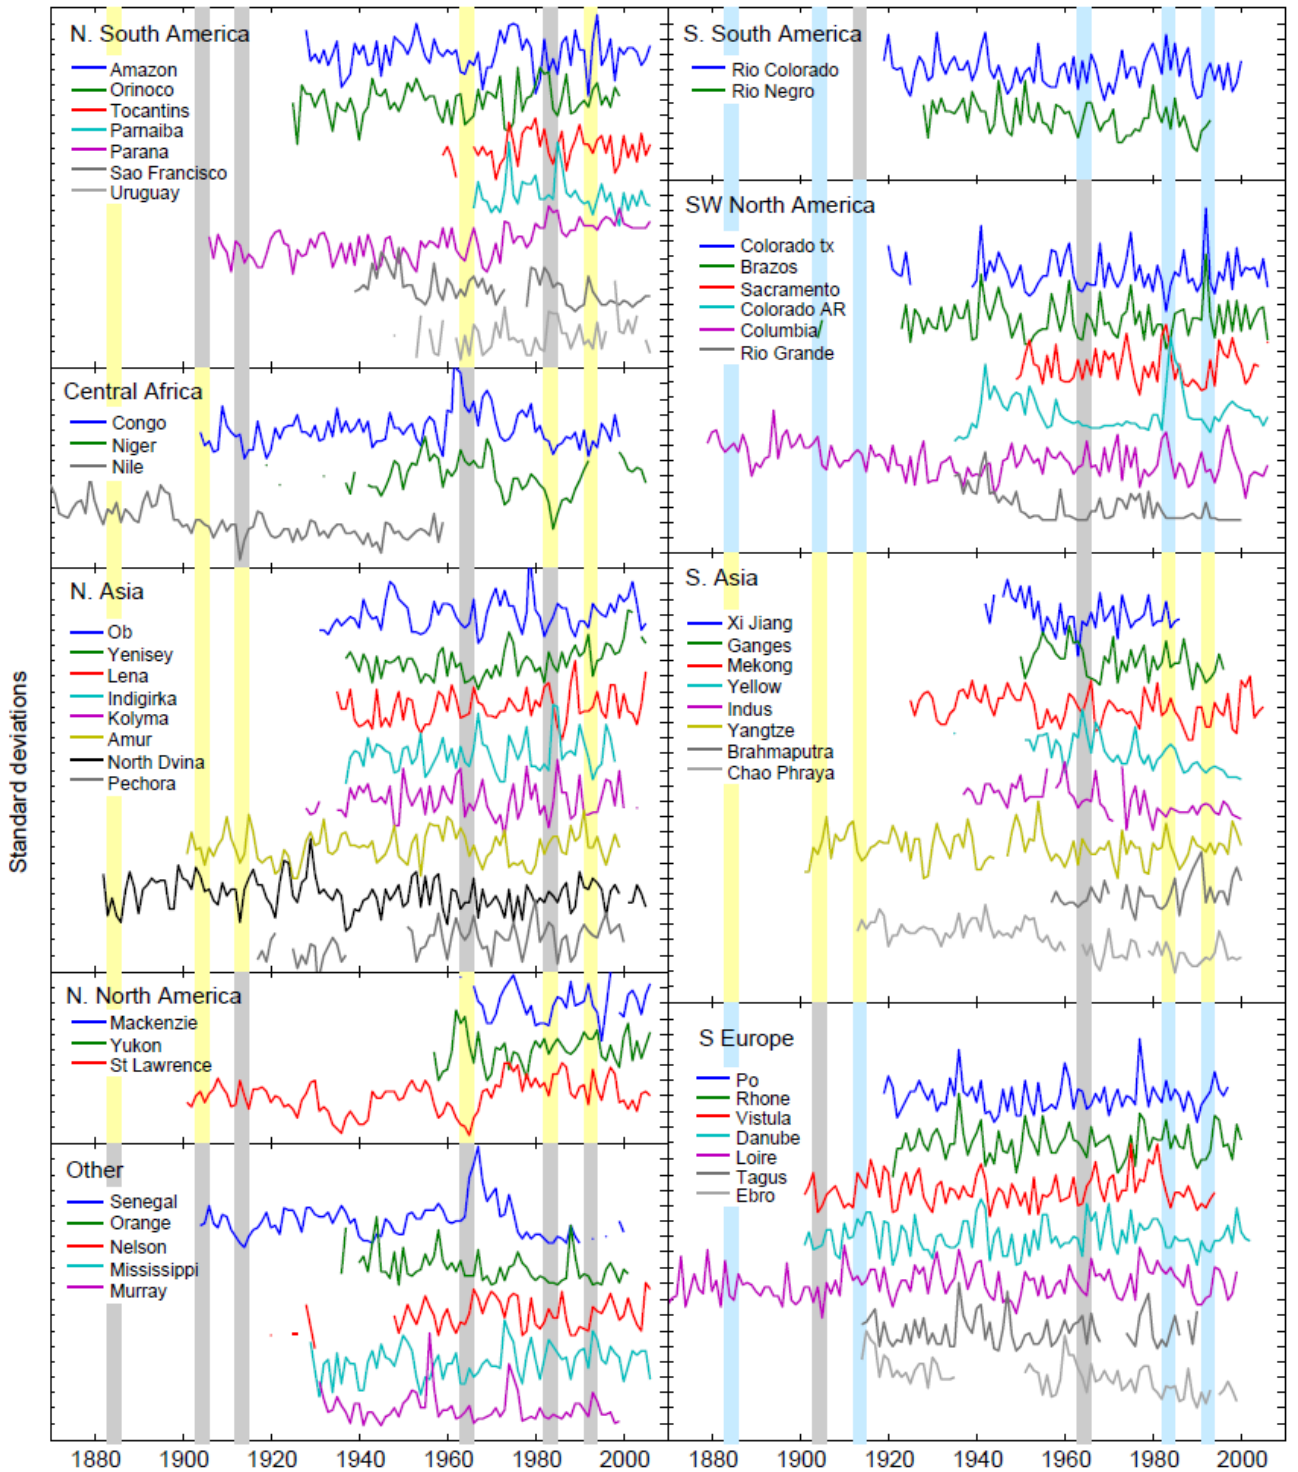 N. South America
Amazon
Orinoco
Tocantins
Parnaiba
Parana
Sao Francisco
Uruguay
Central Africa
Congo
Niger
Nile
N. Asia
Ob
Yenisey
Lena
Indigirka
Kolyma
Amur
North Dvina
Pechora
N. North America
Mackenzie
Yukon
St Lawrence
Other
Senegal
Orange
Nelson
Mississippi
Murray
S. South America
Rio Colorado
Rio Negro
SW North America
Colorado tx
Brazos
Sacramento
Colorado AR
Columbia
Rio Grande
S. Asia
Xi Jiang
Ganges
Mekong
Yellow
Indus
Yangtze
Brahmaputra
Chao Phraya
S Europe
Po
Rhone
Vistula
Danube
Loire
Tagus
Ebro
Standard deviations
1880 1900 1920 1940 1960 1980 2000 1880 1900 1920 1940 1960 1980 2000